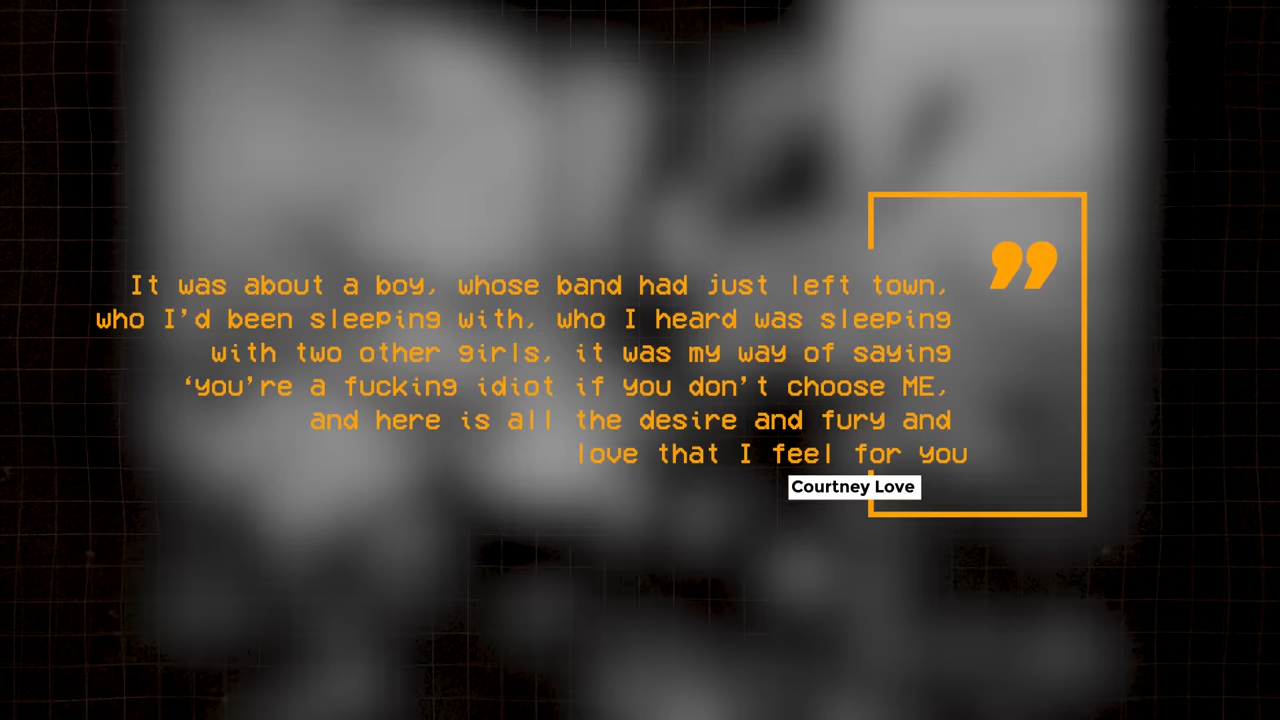 ”
It was about a boy, whose band had just left town,
who I’d been sleeping with, who I heard was sleeping
with two other girls, it was my way of saying
‘you’re a fucking idiot if you don’t choose ME,
and here is all the desire and fury and
love that I feel for you
Courtney Love